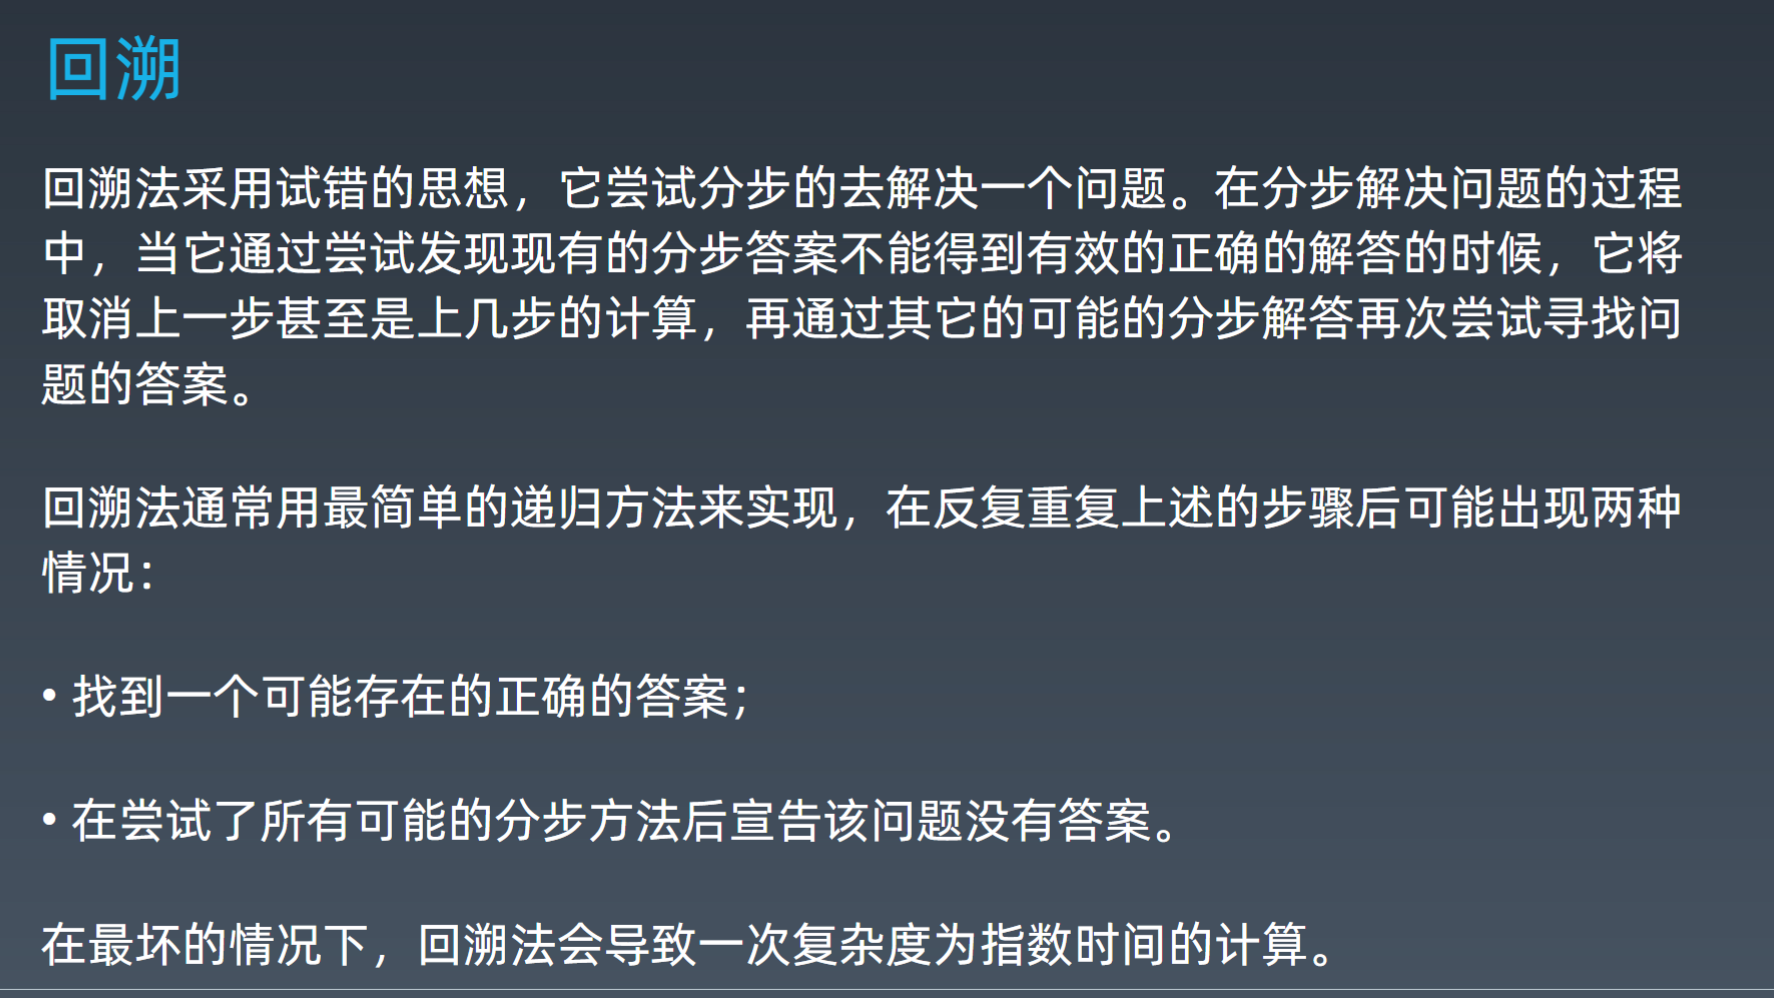 回溯
回溯法采用试错的思想，它尝试分步的去解决一个问题。在分步解决问题的过程
中，当它通过尝试发现现有的分步答案不能得到有效的正确的解答的时候，它将
取消上一步甚至是上几步的计算，再通过其它的可能的分步解答再次尝试寻找问
题的答案。
回溯法通常用最简单的递归方法来实现，在反复重复上述的步骤后可能出现两种
情况：
• 找到一个可能存在的正确的答案；
• 在尝试了所有可能的分步方法后宣告该问题没有答案。
在最坏的情况下，回溯法会导致一次复杂度为指数时间的计算。